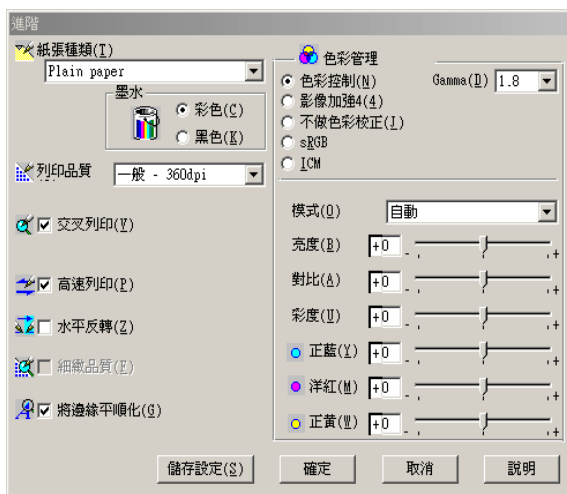 進階
紙張種類(T)
Plain paper
墨水
彩色(C)
黑色(K)
列印品質
一般 - 360dpi
交叉列印(Y)
高速列印(P)
水平反轉(Z)
細緻品質(F)
將邊緣平順化(G)
色彩管理
色彩控制(N)
Gamma(D) 1.8
影像加強4(4)
不做色彩校正(J)
sRGB
ICM
模式(O) 自動
亮度(B) +0 - +
對比(A) +0 - +
彩度(U) +0 - +
正藍(Y) +0 - +
洋紅(M) +0 - +
正黃(W) +0 - +
儲存設定(S)
確定
取消
說明